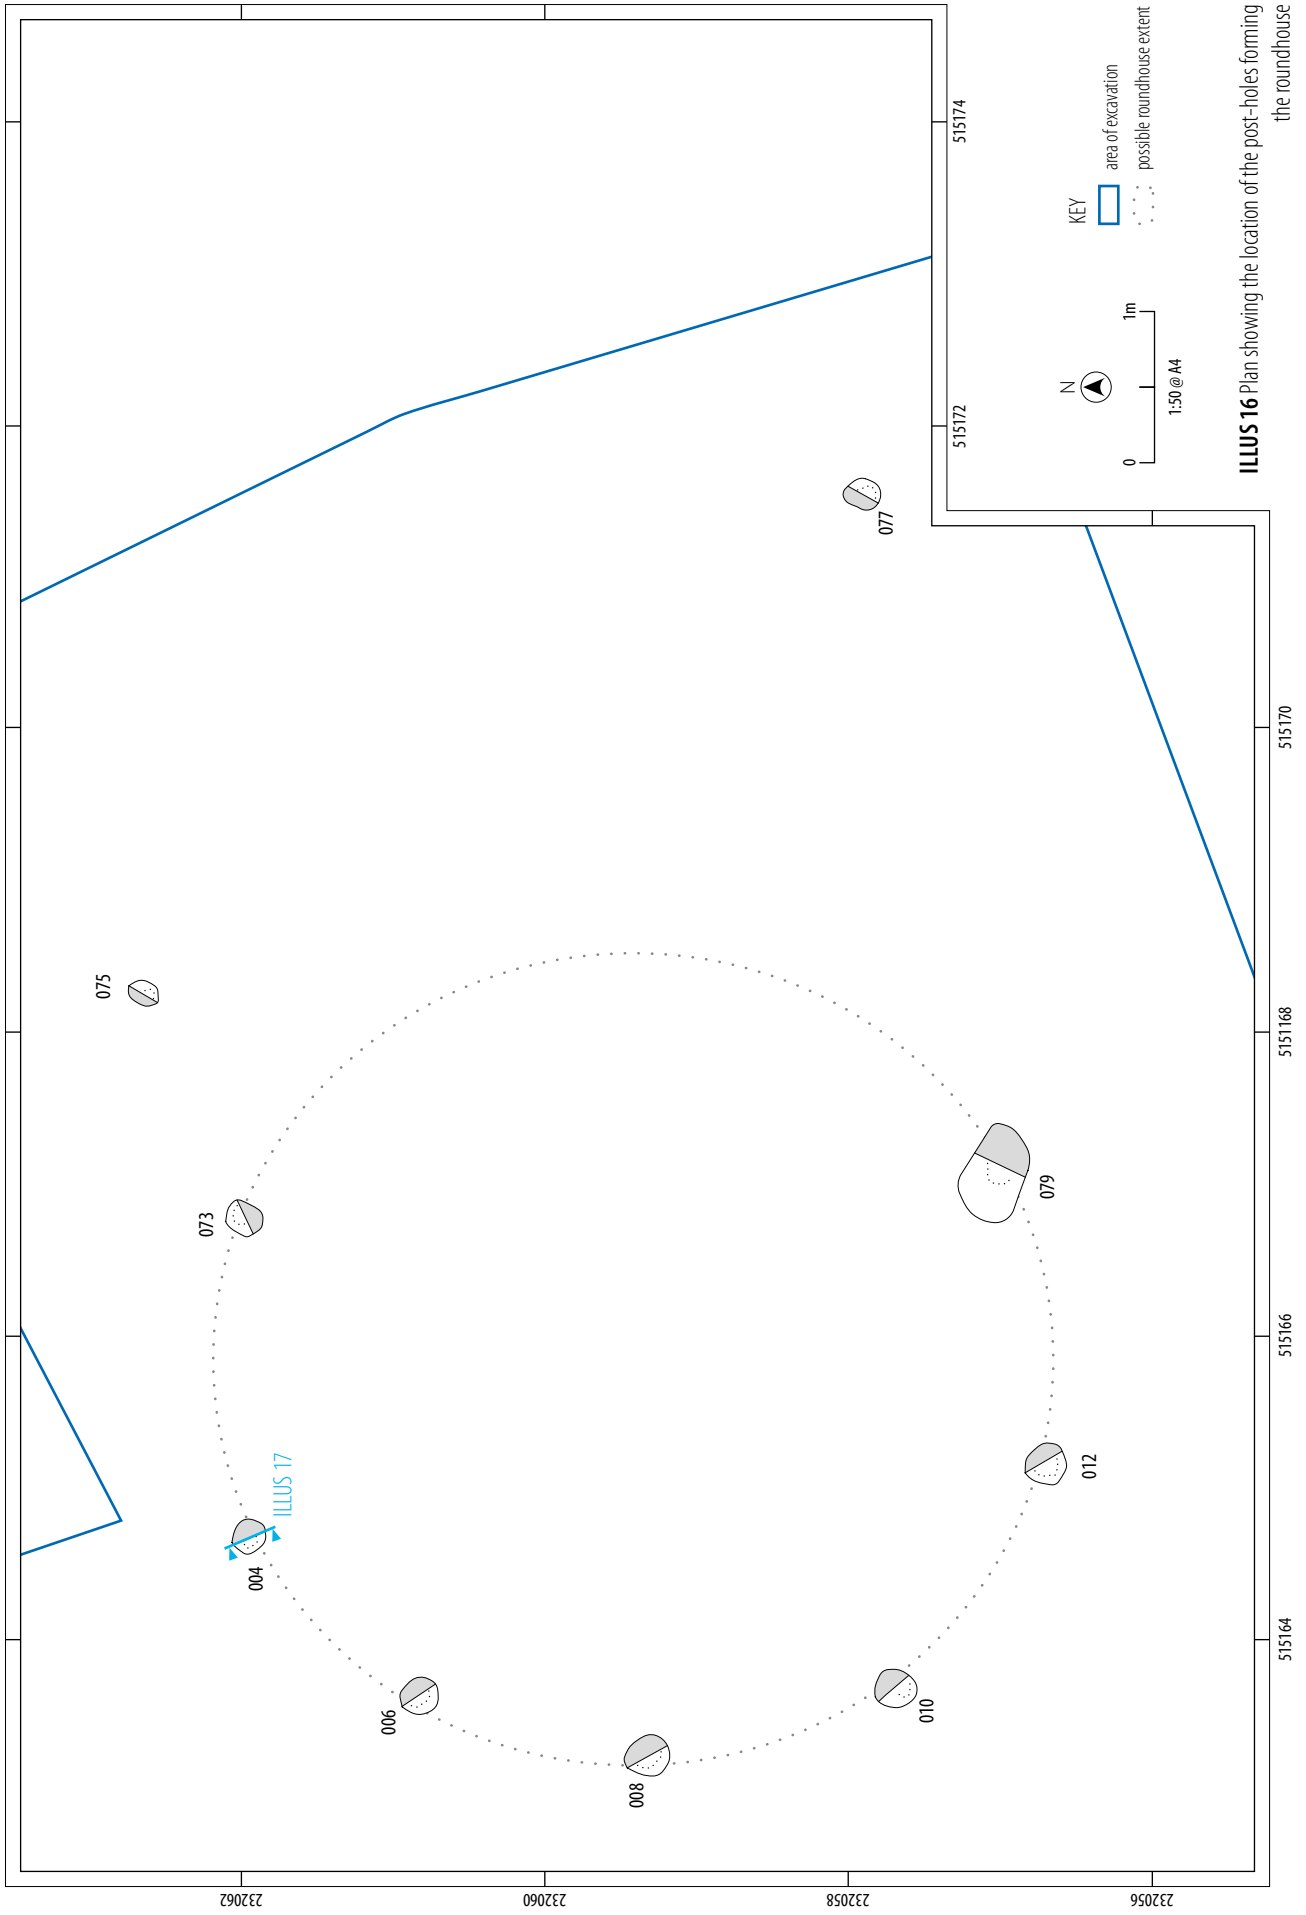 075
073
004
ILLUS 17
006
008
010
012
079
077
232062
232060
232058
232056
515164
515166
515168
515170
515172
515174
KEY
area of excavation
possible roundhouse extent
N
0
1m
1:50 @ A4
ILLUS 16 Plan showing the location of the post-holes forming
the roundhouse